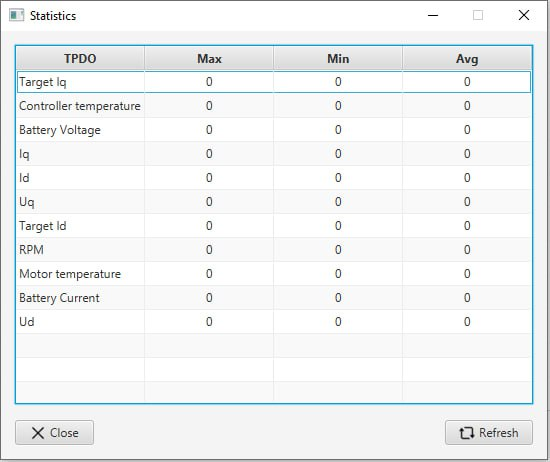 Statistics
TPDO Max Min Avg
Target Iq 0 0 0
Controller temperature 0 0 0
Battery Voltage 0 0 0
Iq 0 0 0
Id 0 0 0
Uq 0 0 0
Target Id 0 0 0
RPM 0 0 0
Motor temperature 0 0 0
Battery Current 0 0 0
Ud 0 0 0
Close Refresh